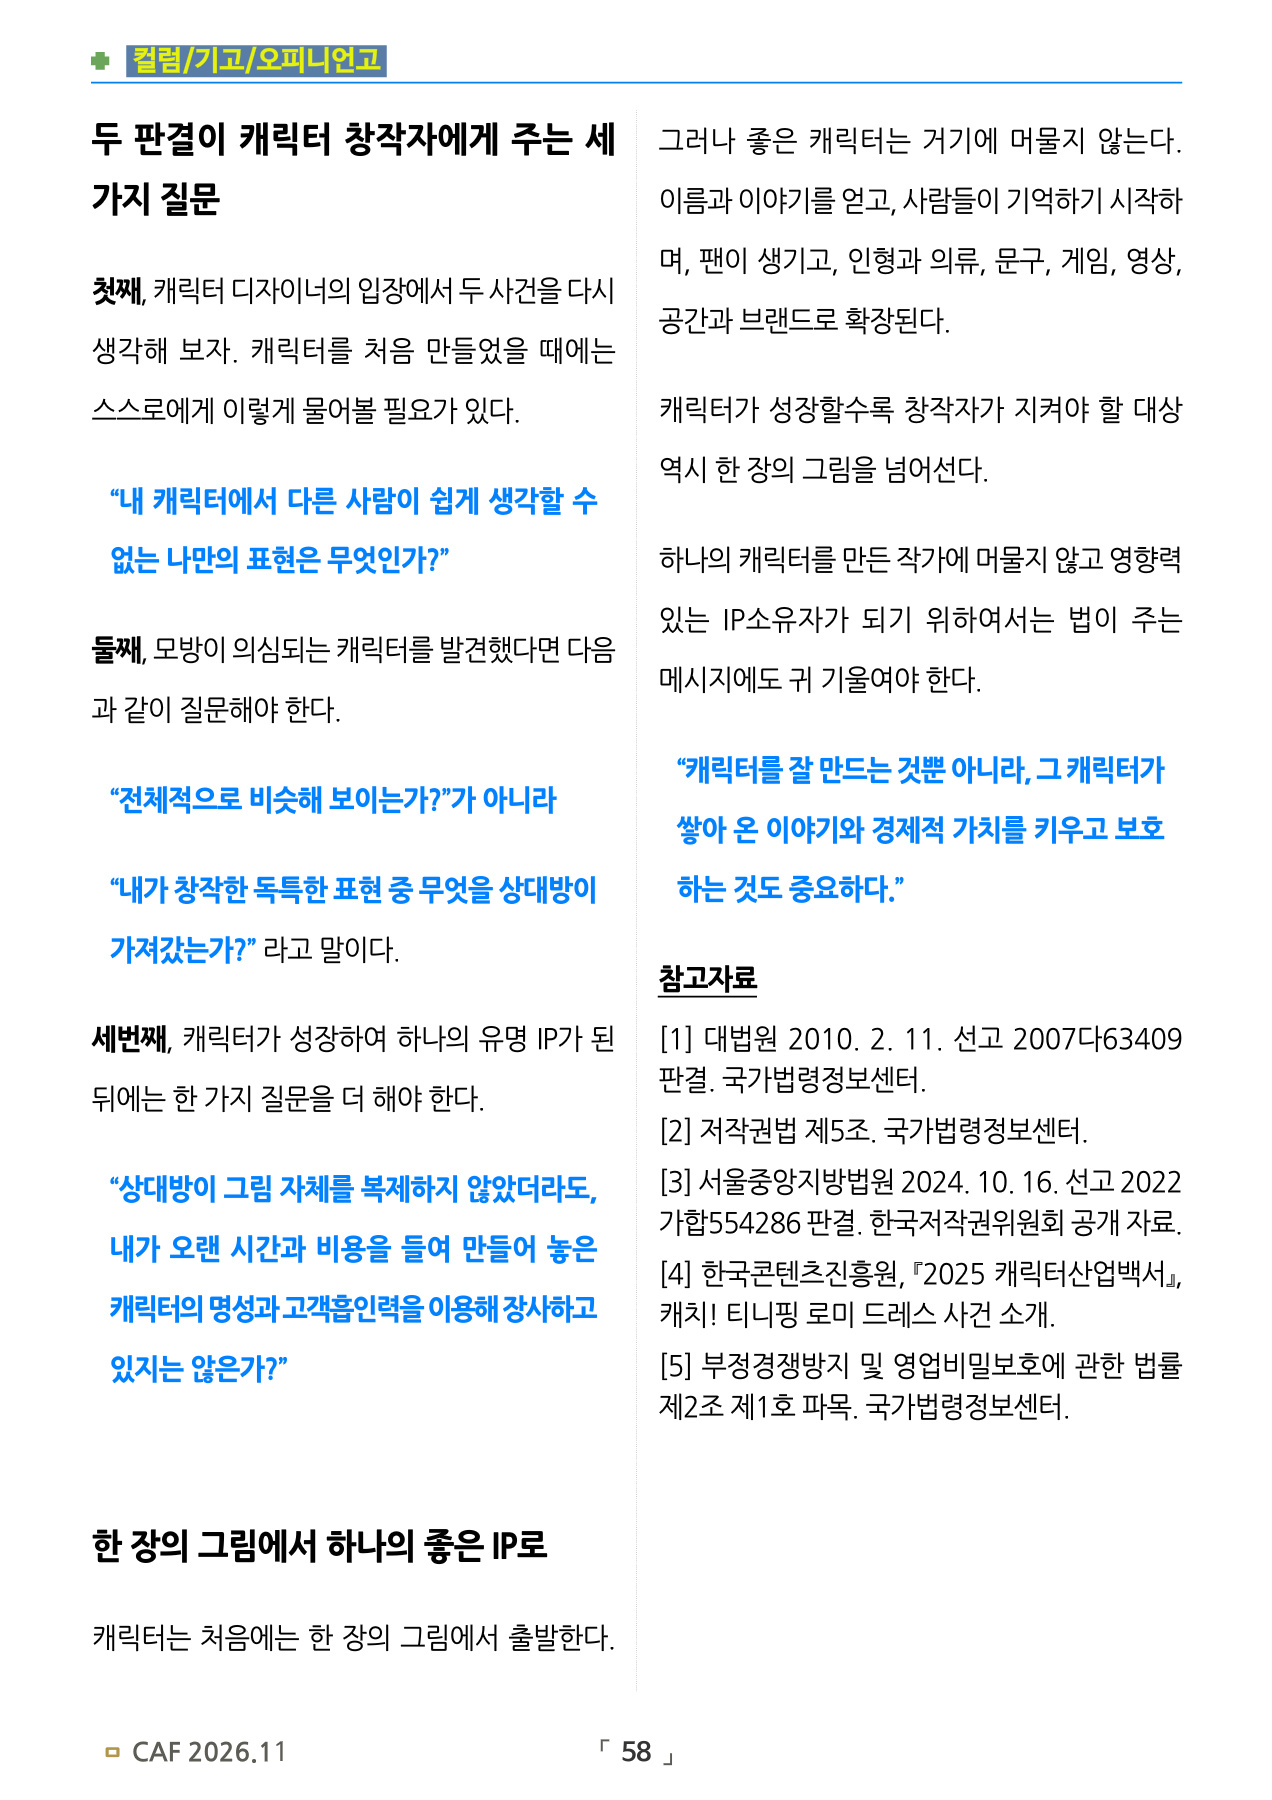 컬럼/기고/오피니언고
두 판결이 캐릭터 창작자에게 주는 세
가지 질문
첫째, 캐릭터 디자이너의 입장에서 두 사건을 다시
생각해 보자. 캐릭터를 처음 만들었을 때에는
스스로에게 이렇게 물어볼 필요가 있다.
“내 캐릭터에서 다른 사람이 쉽게 생각할 수
없는 나만의 표현은 무엇인가?”
둘째, 모방이 의심되는 캐릭터를 발견했다면 다음
과 같이 질문해야 한다.
“전체적으로 비슷해 보이는가?”가 아니라
“내가 창작한 독특한 표현 중 무엇을 상대방이
가져갔는가?” 라고 말이다.
세번째, 캐릭터가 성장하여 하나의 유명 IP가 된
뒤에는 한 가지 질문을 더 해야 한다.
“상대방이 그림 자체를 복제하지 않았더라도,
내가 오랜 시간과 비용을 들여 만들어 놓은
캐릭터의 명성과 고객흡인력을 이용해 장사하고
있지는 않은가?”
한 장의 그림에서 하나의 좋은 IP로
캐릭터는 처음에는 한 장의 그림에서 출발한다.
그러나 좋은 캐릭터는 거기에 머물지 않는다.
이름과 이야기를 얻고, 사람들이 기억하기 시작하
며, 팬이 생기고, 인형과 의류, 문구, 게임, 영상,
공간과 브랜드로 확장된다.
캐릭터가 성장할수록 창작자가 지켜야 할 대상
역시 한 장의 그림을 넘어선다.
하나의 캐릭터를 만든 작가에 머물지 않고 영향력
있는 IP소유자가 되기 위하여서는 법이 주는
메시지에도 귀 기울여야 한다.
“캐릭터를 잘 만드는 것뿐 아니라, 그 캐릭터가
쌓아 온 이야기와 경제적 가치를 키우고 보호
하는 것도 중요하다.”
참고자료
[1] 대법원 2010. 2. 11. 선고 2007다63409
판결. 국가법령정보센터.
[2] 저작권법 제5조. 국가법령정보센터.
[3] 서울중앙지방법원 2024. 10. 16. 선고 2022
가합554286 판결. 한국저작권위원회 공개 자료.
[4] 한국콘텐츠진흥원, 『2025 캐릭터산업백서』,
캐치! 티니핑 로미 드레스 사건 소개.
[5] 부정경쟁방지 및 영업비밀보호에 관한 법률
제2조 제1호 파목. 국가법령정보센터.
CAF 2026.11
「 58 」